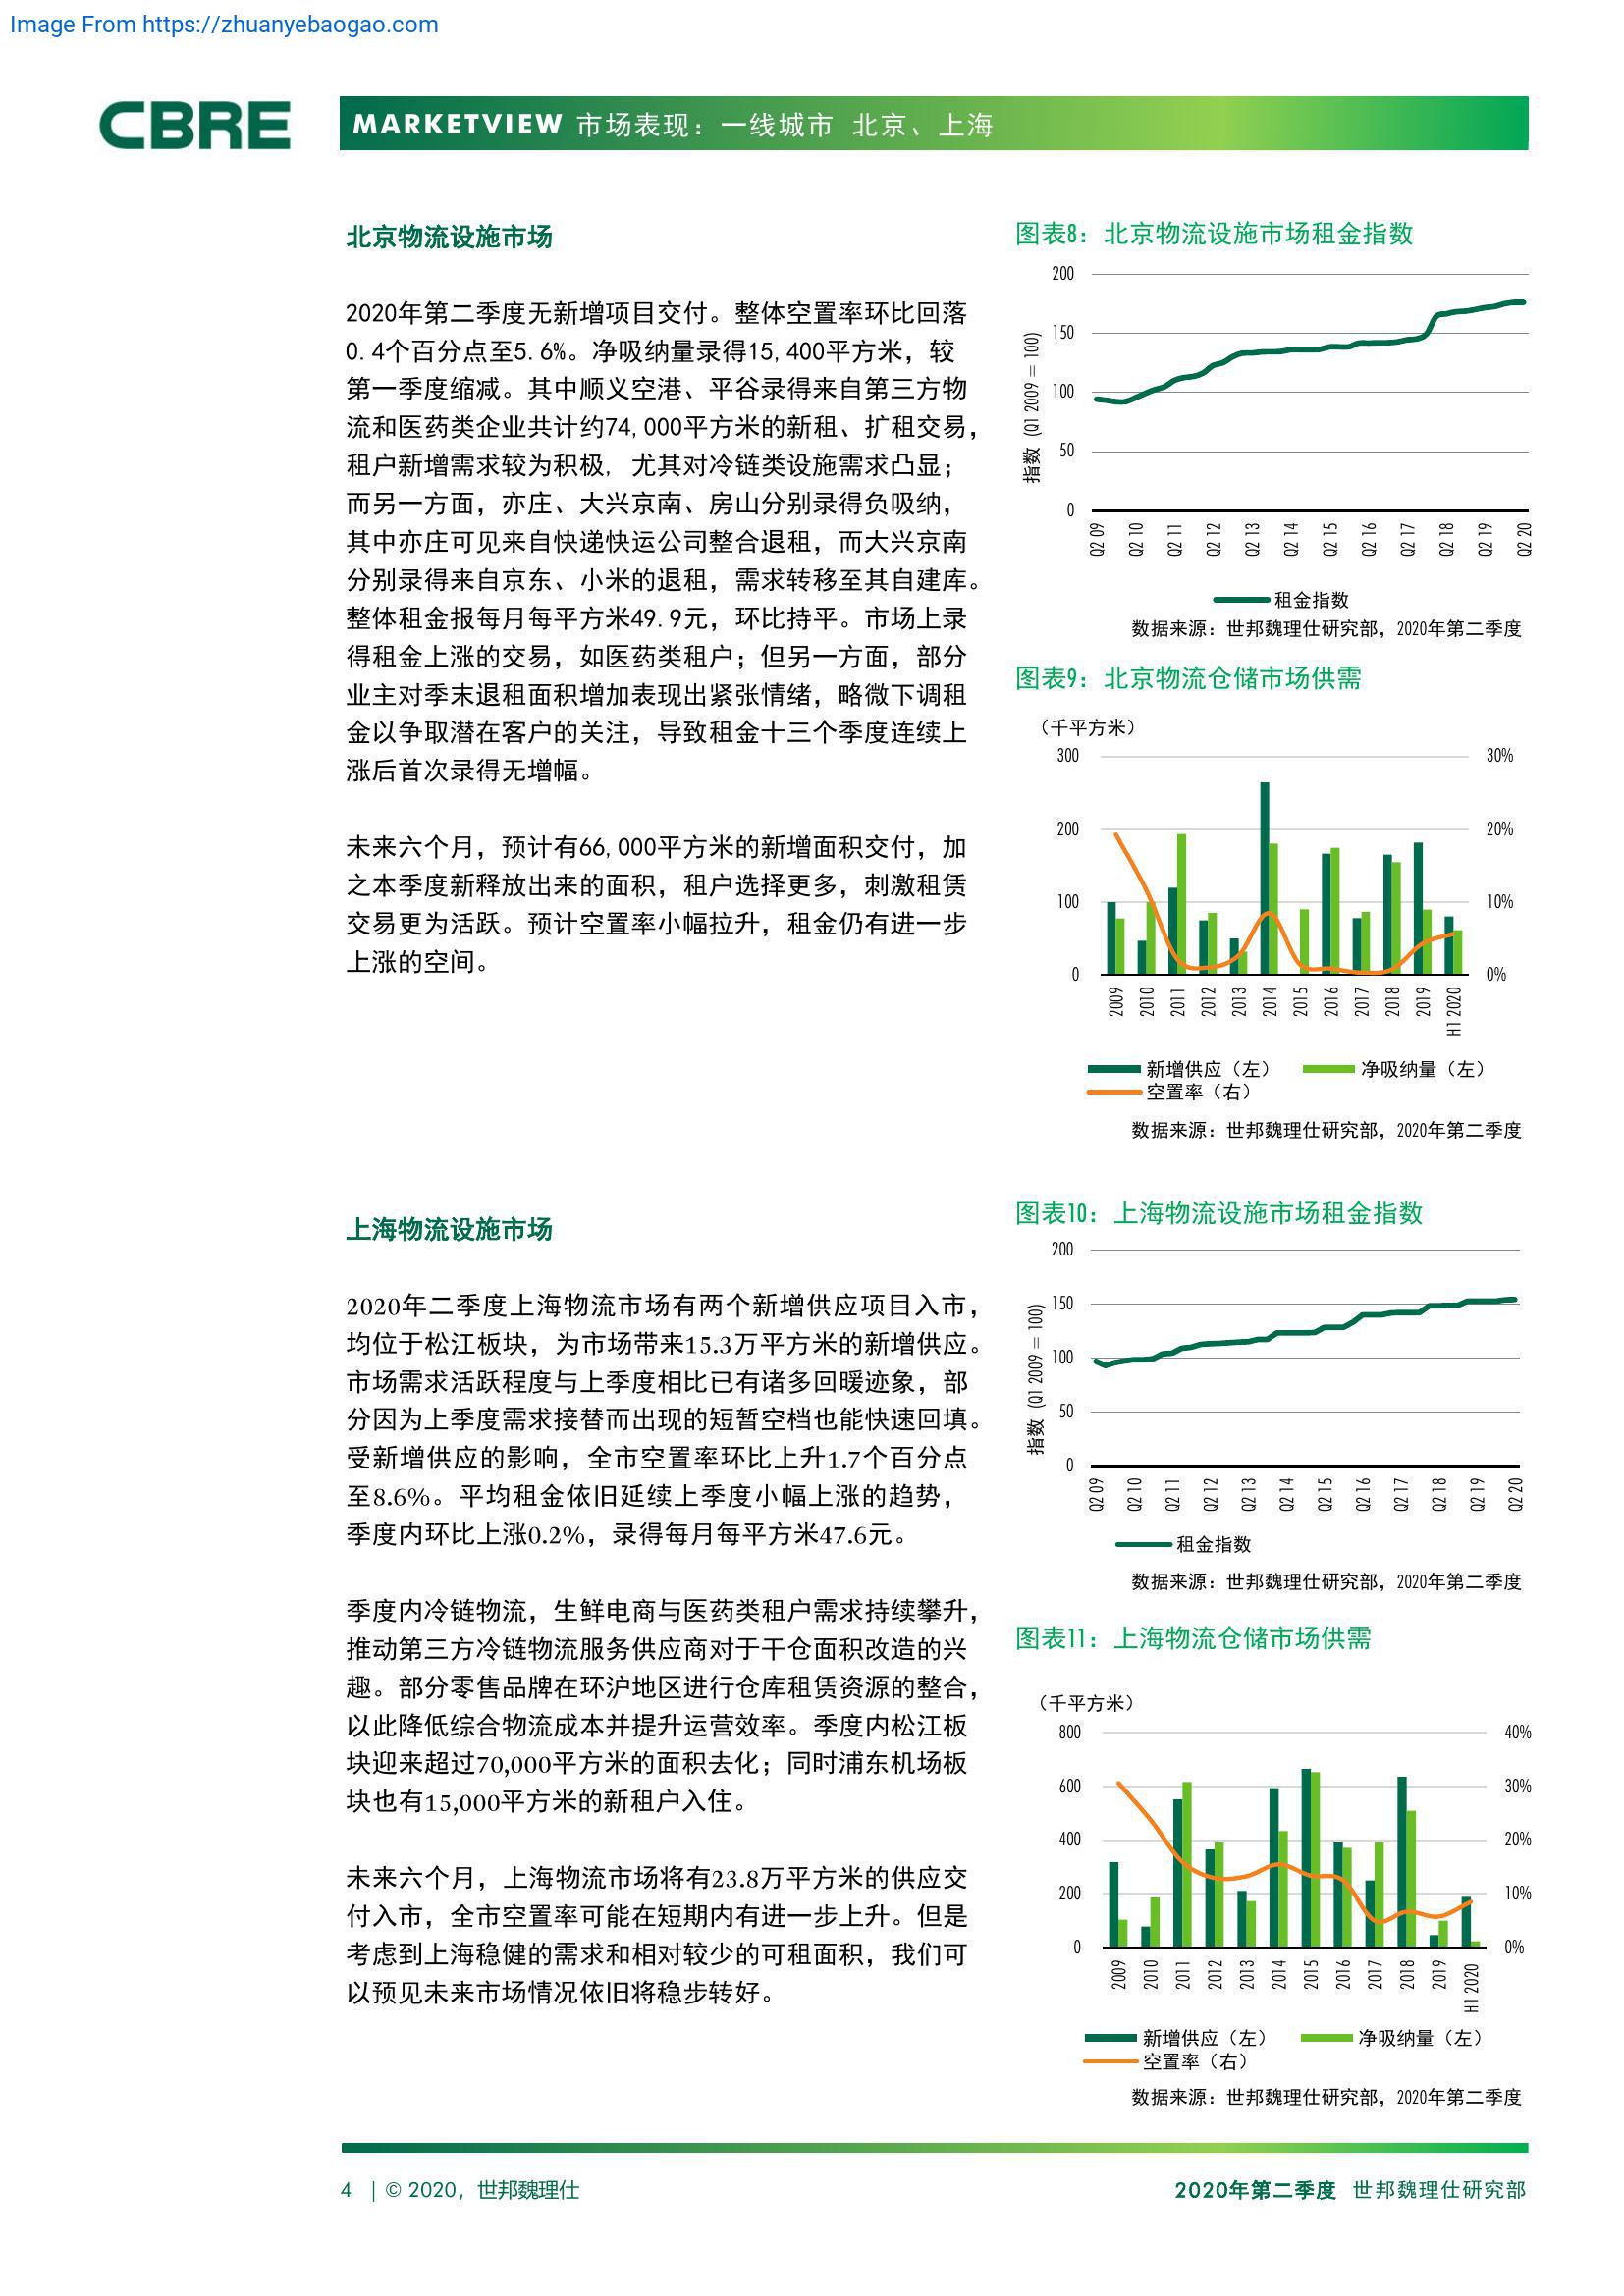 Image From https://zhuanyebaogao.com
CBRE
MARKETVIEW 市场表现：一线城市 北京、上海
北京物流设施市场
2020年第二季度无新增项目交付。整体空置率环比回落
0.4个百分点至5.6%。净吸纳量录得15,400平方米，较
第一季度缩减。其中顺义空港、平谷录得来自第三方物
流和医药类企业共计约74,000平方米的新租、扩租交易，
租户新增需求较为积极，尤其对冷链类设施需求凸显；
而另一方面，亦庄、大兴京南、房山分别录得负吸纳，
其中亦庄可见来自快递快运公司整合退租，而大兴京南
分别录得来自京东、小米的退租，需求转移至其自建库。
整体租金报每月每平方米49.9元，环比持平。市场上录
得租金上涨的交易，如医药类租户；但另一方面，部分
业主对季末退租面积增加表现出紧张情绪，略微下调租
金以争取潜在客户的关注，导致租金十三个季度连续上
涨后首次录得无增幅。
未来六个月，预计有66,000平方米的新增面积交付，加
之本季度新释放出来的面积，租户选择更多，刺激租赁
交易更为活跃。预计空置率小幅拉升，租金仍有进一步
上涨的空间。
图表8：北京物流设施市场租金指数
指数 (Q1 2009 = 100)
200
150
100
50
0
Q2 09 Q2 10 Q2 11 Q2 12 Q2 13 Q2 14 Q2 15 Q2 16 Q2 17 Q2 18 Q2 19 Q2 20
租金指数
数据来源：世邦魏理仕研究部，2020年第二季度
图表9：北京物流仓储市场供需
（千平方米）
300 30%
200 20%
100 10%
0 0%
2009 2010 2011 2012 2013 2014 2015 2016 2017 2018 2019 H1 2020
新增供应（左） 净吸纳量（左）
空置率（右）
数据来源：世邦魏理仕研究部，2020年第二季度
上海物流设施市场
2020年二季度上海物流市场有两个新增供应项目入市，
均位于松江板块，为市场带来15.3万平方米的新增供应。
市场需求活跃程度与上季度相比已有诸多回暖迹象，部
分因为上季度需求接替而出现的短暂空档也能快速回填。
受新增供应的影响，全市空置率环比上升1.7个百分点
至8.6%。平均租金依旧延续上季度小幅上涨的趋势，
季度内环比上涨0.2%，录得每月每平方米47.6元。
季度内冷链物流，生鲜电商与医药类租户需求持续攀升，
推动第三方冷链物流服务供应商对于干仓面积改造的兴
趣。部分零售品牌在环沪地区进行仓库租赁资源的整合，
以此降低综合物流成本并提升运营效率。季度内松江板
块迎来超过70,000平方米的面积去化；同时浦东机场板
块也有15,000平方米的新租户入住。
未来六个月，上海物流市场将有23.8万平方米的供应交
付入市，全市空置率可能在短期内有进一步上升。但是
考虑到上海稳健的需求和相对较少的可租面积，我们可
以预见未来市场情况依旧将稳步转好。
图表10：上海物流设施市场租金指数
指数 (Q1 2009 = 100)
200
150
100
50
0
Q2 09 Q2 10 Q2 11 Q2 12 Q2 13 Q2 14 Q2 15 Q2 16 Q2 17 Q2 18 Q2 19 Q2 20
租金指数
数据来源：世邦魏理仕研究部，2020年第二季度
图表11：上海物流仓储市场供需
（千平方米）
800 40%
600 30%
400 20%
200 10%
0 0%
2009 2010 2011 2012 2013 2014 2015 2016 2017 2018 2019 H1 2020
新增供应（左） 净吸纳量（左）
空置率（右）
数据来源：世邦魏理仕研究部，2020年第二季度
4 | © 2020，世邦魏理仕
2020年第二季度 世邦魏理仕研究部